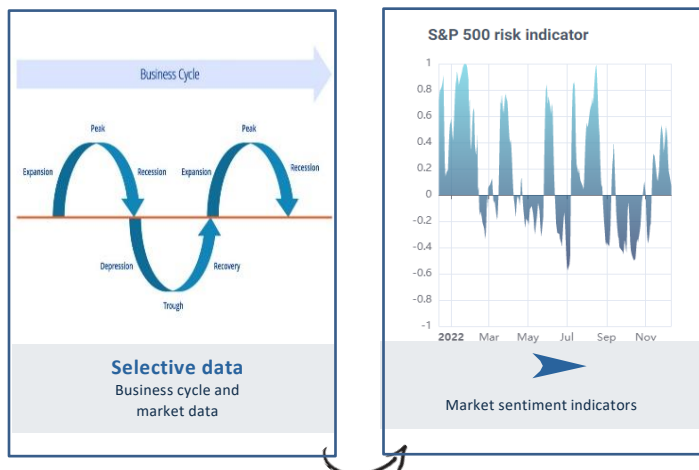 Business Cycle
Peak
Peak
Expansion
Recession
Expansion
Recession
Depression
Recovery
Trough
Selective data
Business cycle and
market data
S&P 500 risk indicator
1
0.8
0.6
0.4
0.2
0
-0.2
-0.4
-0.6
-0.8
-1
2022 Mar May Jul Sep Nov
Market sentiment indicators